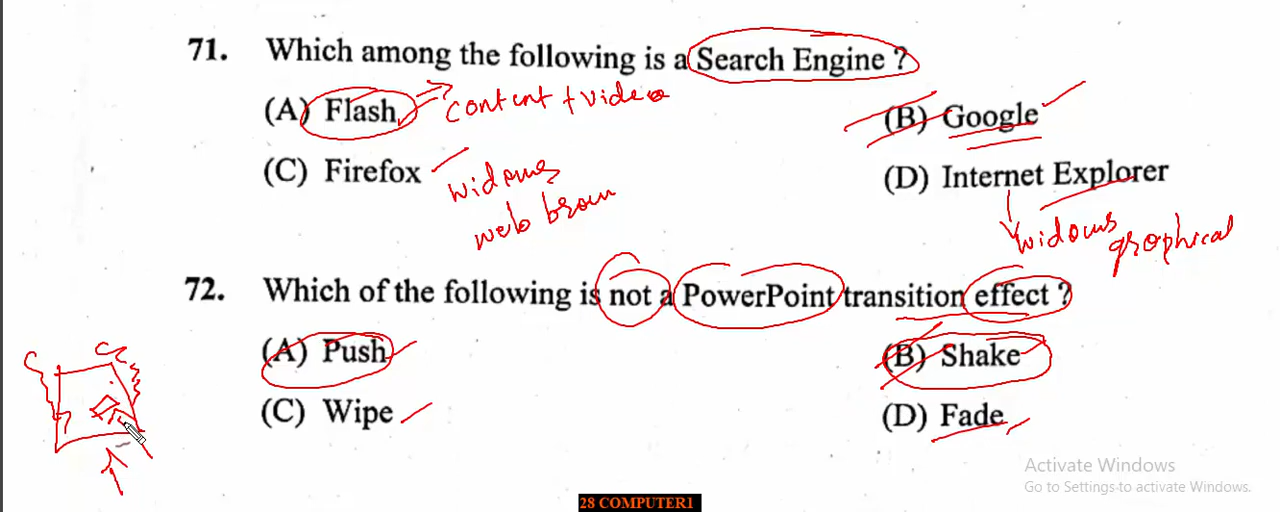 71. Which among the following is a Search Engine ?
(A) Flash content + video (B) Google
(C) Firefox widows web brow (D) Internet Explorer
widows graphical
72. Which of the following is not a PowerPoint transition effect ?
(A) Push (B) Shake
(C) Wipe (D) Fade
Activate Windows
Go to Settings to activate Windows.
28 COMPUTER1